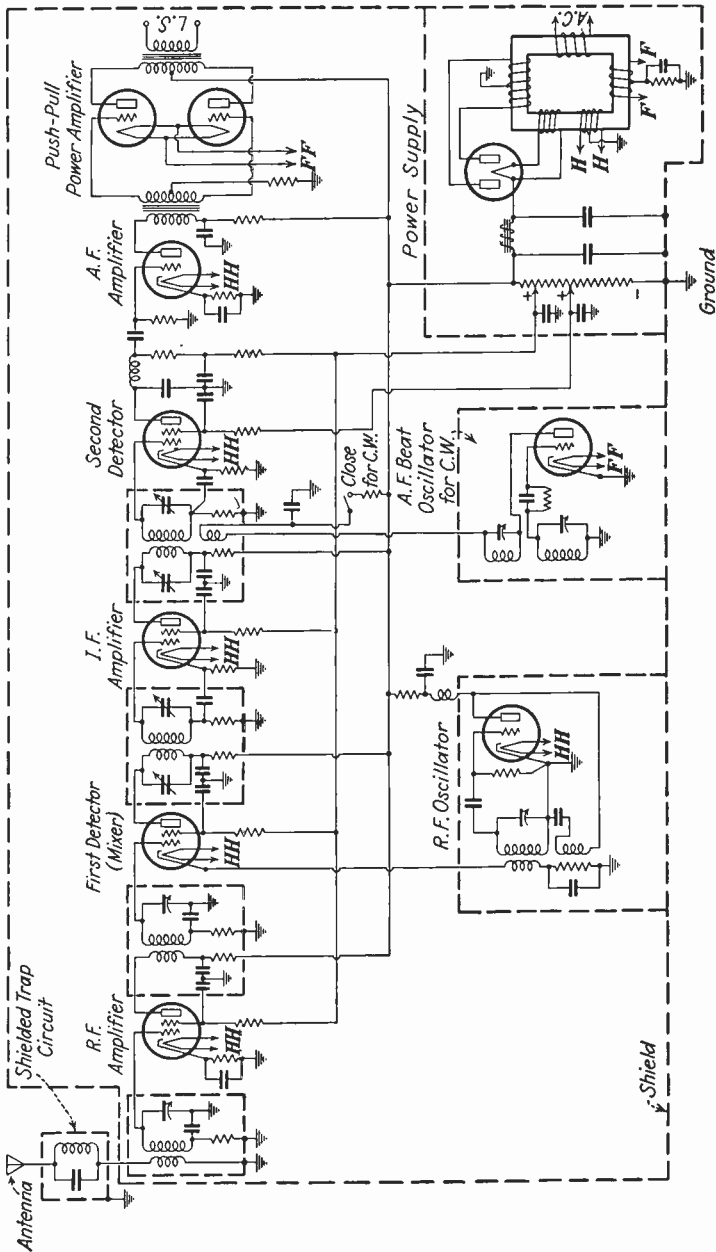 Antenna
Shielded Trap
Circuit
R.F.
Amplifier
First Detector
(Mixer)
I.F.
Amplifier
Second
Detector
A.F.
Amplifier
Push-Pull
Power Amplifier
L.S.
HH
HH
HH
HH
HH
FF
Close
for C.W.
R.F. Oscillator
HH
A.F. Beat
Oscillator
for C.W.
FF
Power Supply
A.C.
H
H
F
F
+
+
-
Ground
Shield